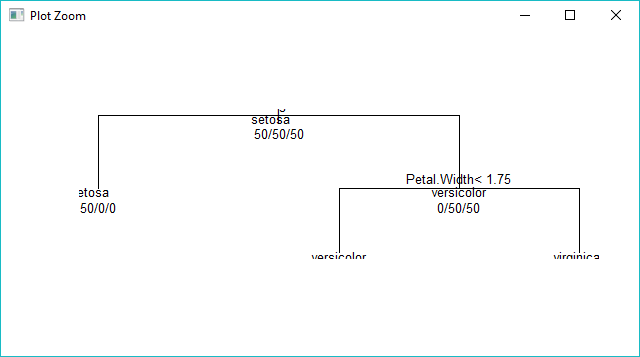 Plot Zoom
setosa
50/50/50
Petal.Width< 1.75
etosa
versicolor
50/0/0
0/50/50
versicolor
virginica